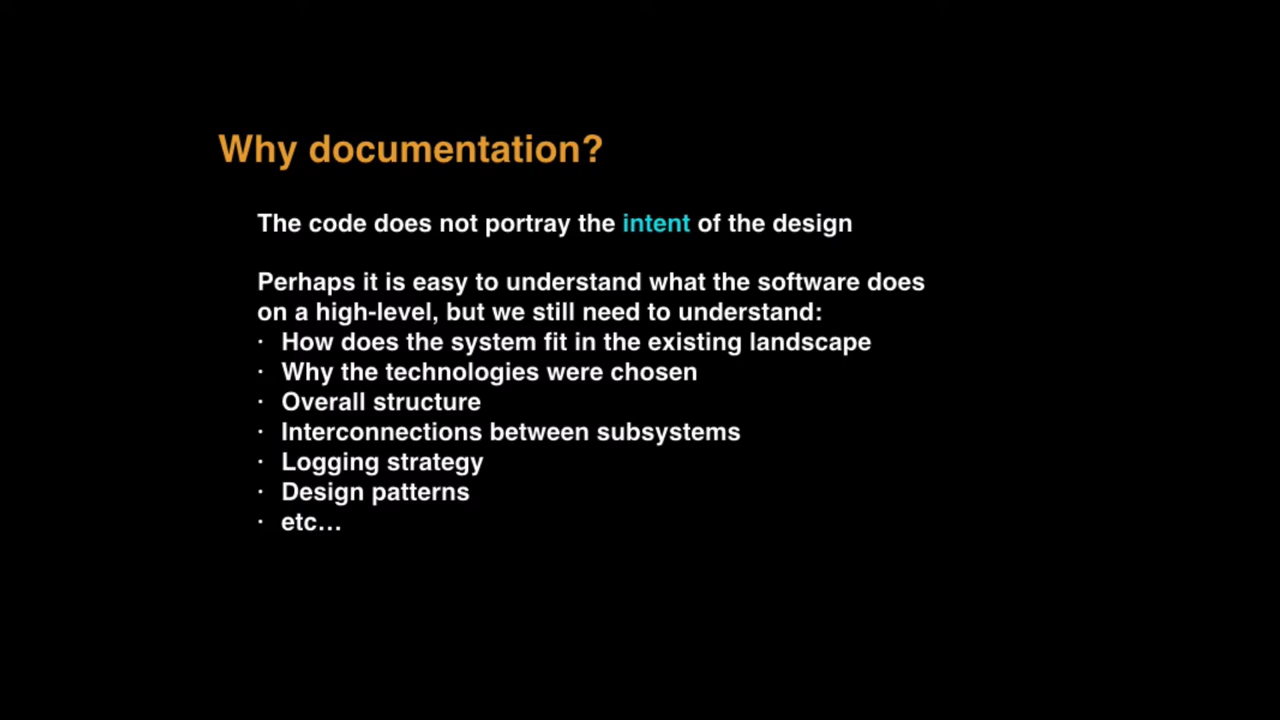 Why documentation?
The code does not portray the intent of the design
Perhaps it is easy to understand what the software does
on a high-level, but we still need to understand:
· How does the system fit in the existing landscape
· Why the technologies were chosen
· Overall structure
· Interconnections between subsystems
· Logging strategy
· Design patterns
· etc…